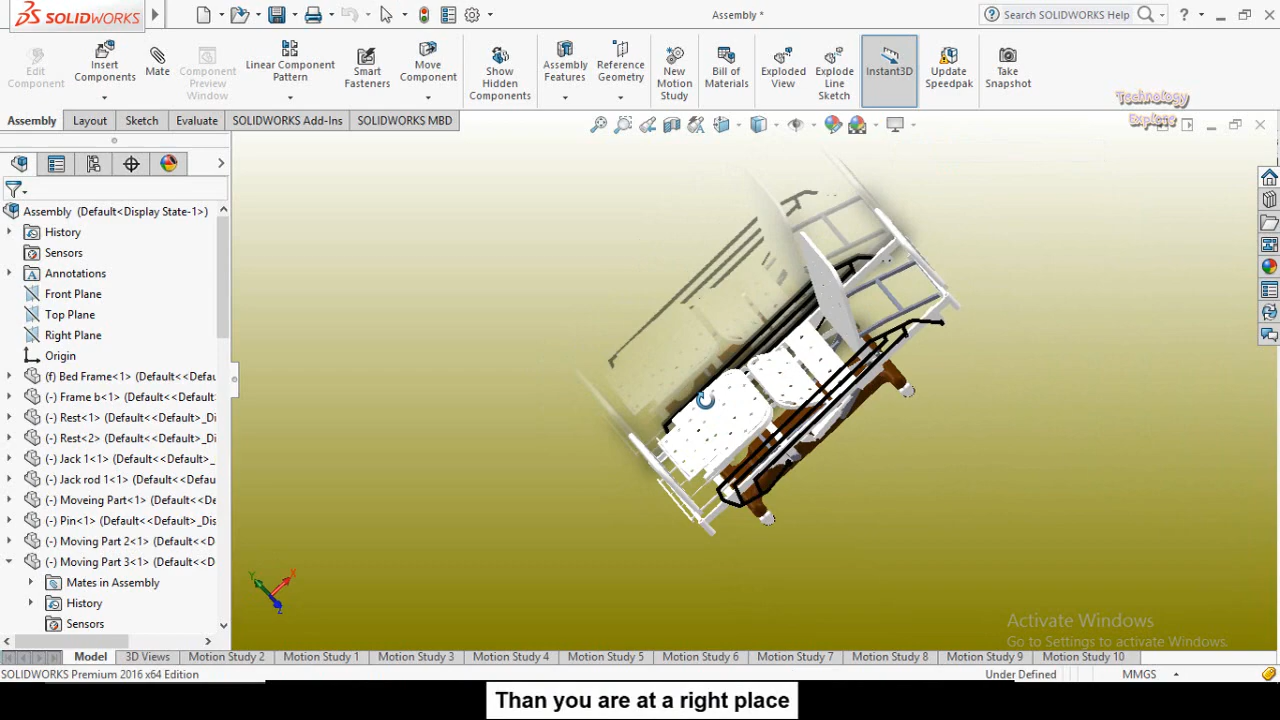 SOLIDWORKS
Assembly *
Search SOLIDWORKS Help
?
Edit Component
Insert Components
Mate
Component Preview Window
Linear Component Pattern
Smart Fasteners
Move Component
Show Hidden Components
Assembly Features
Reference Geometry
New Motion Study
Bill of Materials
Exploded View
Explode Line Sketch
Instant3D
Update Speedpak
Take Snapshot
Technology
Explore
Assembly Layout Sketch Evaluate SOLIDWORKS Add-Ins SOLIDWORKS MBD
Assembly (Default<Display State-1>)
History
Sensors
Annotations
Front Plane
Top Plane
Right Plane
Origin
(f) Bed Frame<1> (Default<<Defau
(-) Frame b<1> (Default<<Default
(-) Rest<1> (Default<<Default>_Di
(-) Rest<2> (Default<<Default>_Di
(-) Jack 1<1> (Default<<Default>_
(-) Jack rod 1<1> (Default<<Defau
(-) Moveing Part<1> (Default<<De
(-) Pin<1> (Default<<Default>_Dis
(-) Moving Part 2<1> (Default<<D
(-) Moving Part 3<1> (Default<<D
Mates in Assembly
History
Sensors
Y X Z
Activate Windows
Go to Settings to activate Windows.
Model 3D Views Motion Study 2 Motion Study 1 Motion Study 3 Motion Study 4 Motion Study 5 Motion Study 6 Motion Study 7 Motion Study 8 Motion Study 9 Motion Study 10
SOLIDWORKS Premium 2016 x64 Edition Under Defined MMGS
Than you are at a right place